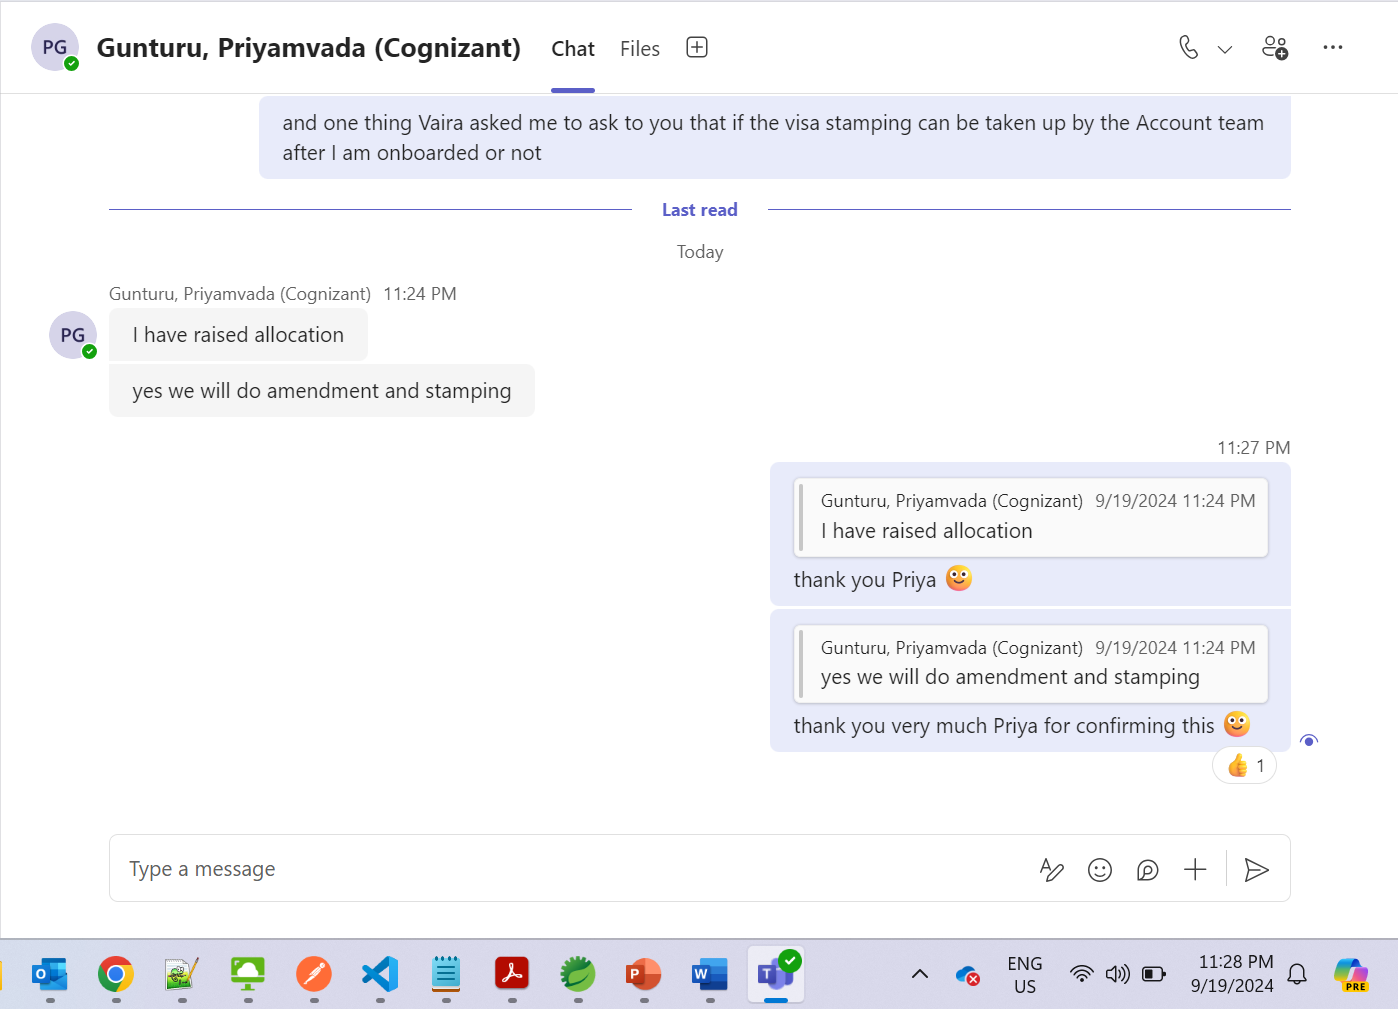 PG
Gunturu, Priyamvada (Cognizant)
Chat
Files
and one thing Vaira asked me to ask to you that if the visa stamping can be taken up by the Account team
after I am onboarded or not
Last read
Today
Gunturu, Priyamvada (Cognizant) 11:24 PM
PG
I have raised allocation
yes we will do amendment and stamping
11:27 PM
Gunturu, Priyamvada (Cognizant) 9/19/2024 11:24 PM
I have raised allocation
thank you Priya
Gunturu, Priyamvada (Cognizant) 9/19/2024 11:24 PM
yes we will do amendment and stamping
thank you very much Priya for confirming this
1
Type a message
ENG
US
11:28 PM
9/19/2024
PRE